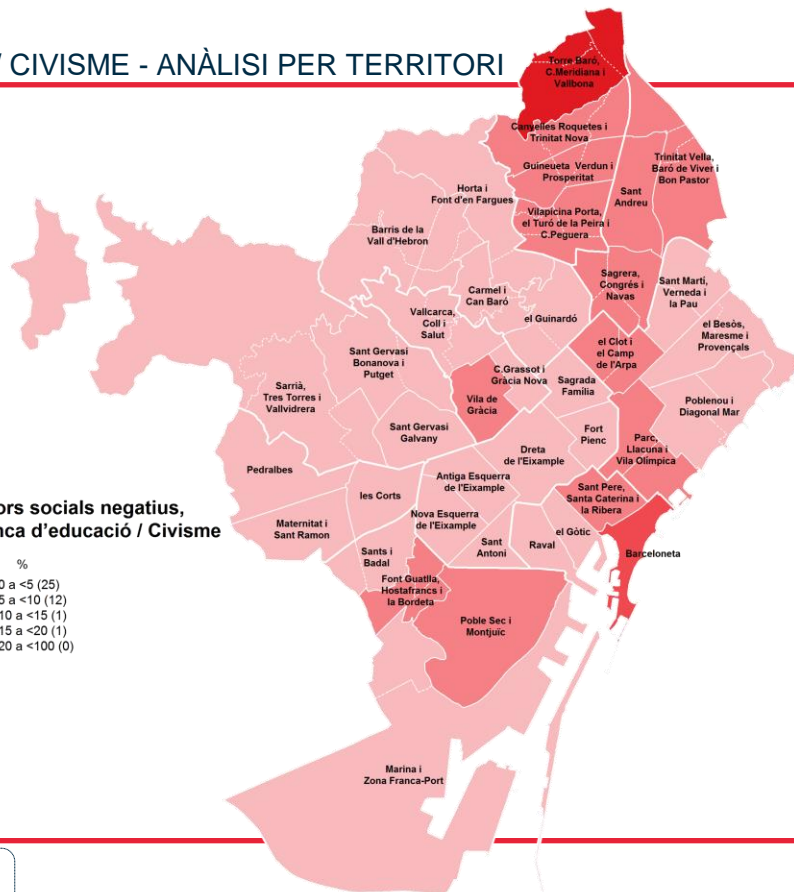 / CIVISME - ANÀLISI PER TERRITORI
Torre Baró,
C.Meridiana i
Vallbona
Canyelles Roquetes i
Trinitat Nova
Guineueta Verdun i
Prosperitat
Trinitat Vella,
Baró de Viver i
Bon Pastor
Horta i
Font d'en Fargues
Sant
Andreu
Vilapicina Porta,
el Turó de la Peira i
C.Peguera
Barris de la
Vall d'Hebron
Sagrera,
Congrés i
Navas
Sant Martí,
Verneda i
la Pau
Carmel i
Can Baró
Vallcarca,
Coll i
Salut
el Guinardó
el Besòs,
Maresme i
Provençals
el Clot i
el Camp
de l'Arpa
Sant Gervasi
Bonanova i
Putget
C.Grassot i
Gràcia Nova
Sagrada
Família
Sarrià,
Tres Torres i
Vallvidrera
Vila de
Gràcia
Poblenou i
Diagonal Mar
Sant Gervasi
Galvany
Fort
Pienc
Parc,
Llacuna i
Vila Olímpica
Dreta
de l'Eixample
Pedralbes
Antiga Esquerra
de l'Eixample
Sant Pere,
Santa Caterina i
la Ribera
les Corts
Nova Esquerra
de l'Eixample
Maternitat i
Sant Ramon
el Gòtic
Raval
Sant
Antoni
Barceloneta
Sants i
Badal
Font Guatlla,
Hostafrancs i
la Bordeta
Poble Sec i
Montjuïc
Marina i
Zona Franca-Port
ors socials negatius,
nca d'educació / Civisme
%
0 a <5 (25)
5 a <10 (12)
10 a <15 (1)
15 a <20 (1)
20 a <100 (0)